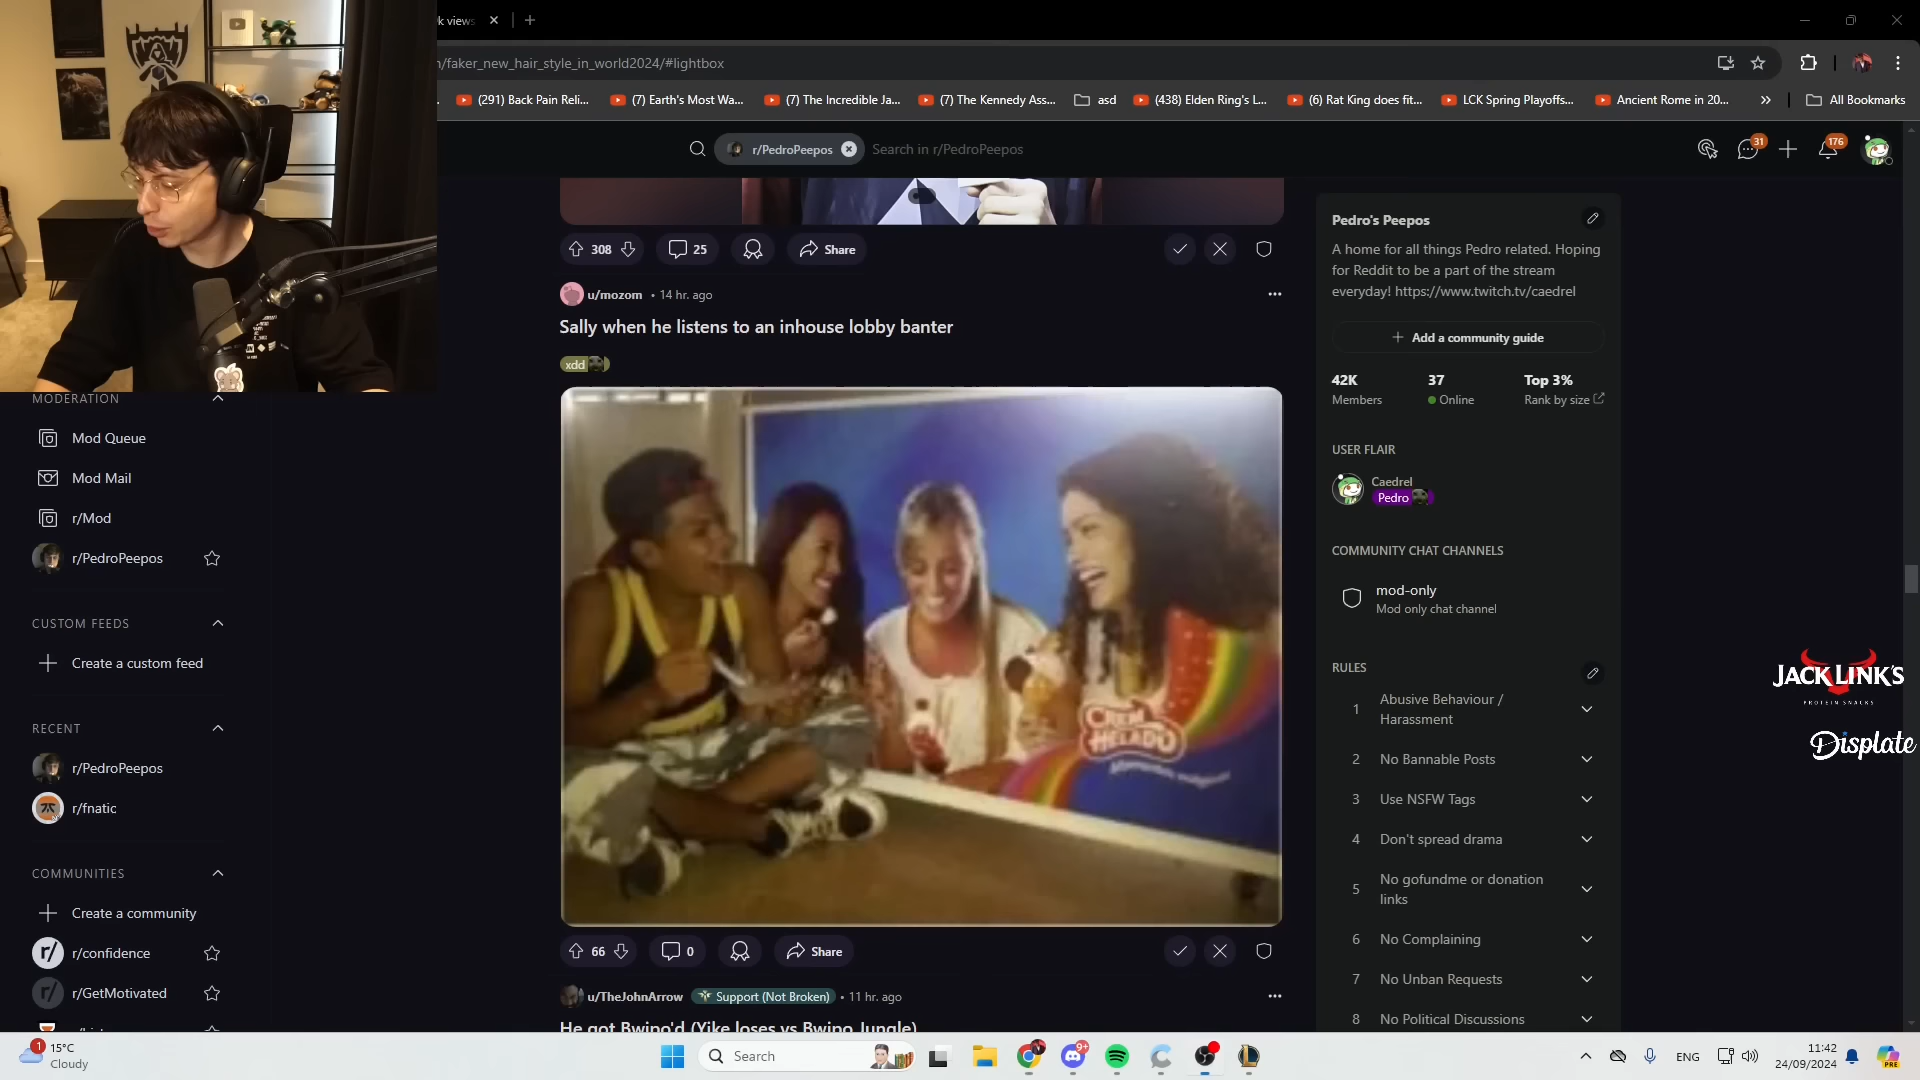 k views
n/faker_new_hair_style_in_world2024/#lightbox
(291) Back Pain Reli...
(7) Earth's Most Wa...
(7) The Incredible Ja...
(7) The Kennedy Ass...
asd
(438) Elden Ring's L...
(6) Rat King does fit...
LCK Spring Playoffs...
Ancient Rome in 20...
All Bookmarks
r/PedroPeepos
Search in r/PedroPeepos
31
176
308
25
Share
u/mozom • 14 hr. ago
Sally when he listens to an inhouse lobby banter
xdd
CREM
HELADO
66
0
Share
u/TheJohnArrow
Support (Not Broken)
• 11 hr. ago
He got Bwipo'd (Yike loses vs Bwipo Jungle)
MODERATION
Mod Queue
Mod Mail
r/Mod
r/PedroPeepos
CUSTOM FEEDS
Create a custom feed
RECENT
r/PedroPeepos
r/fnatic
COMMUNITIES
Create a community
r/confidence
r/GetMotivated
Pedro's Peepos
A home for all things Pedro related. Hoping
for Reddit to be a part of the stream
everyday! https://www.twitch.tv/caedrel
Add a community guide
42K
Members
37
Online
Top 3%
Rank by size
USER FLAIR
Caedrel
Pedro
COMMUNITY CHAT CHANNELS
mod-only
Mod only chat channel
RULES
1
Abusive Behaviour /
Harassment
2
No Bannable Posts
3
Use NSFW Tags
4
Don't spread drama
5
No gofundme or donation
links
6
No Complaining
7
No Unban Requests
8
No Political Discussions
JACK LINK'S
PROTEIN SNACKS
Displate
1
15°C
Cloudy
Search
9+
ENG
11:42
24/09/2024
PRE